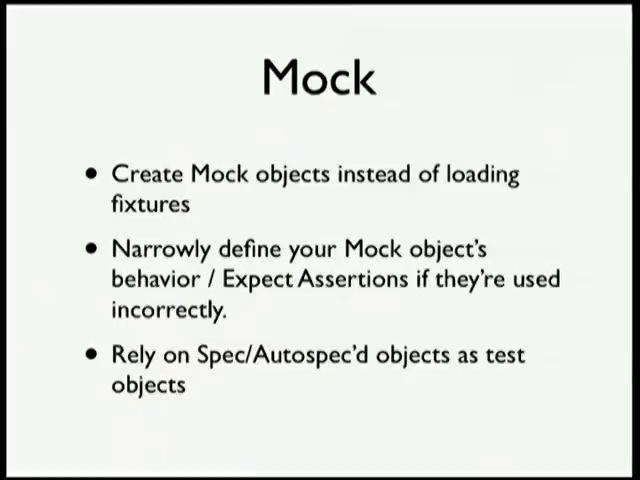 Mock
• Create Mock objects instead of loading
fixtures
• Narrowly define your Mock object's
behavior / Expect Assertions if they're used
incorrectly.
• Rely on Spec/Autospec'd objects as test
objects